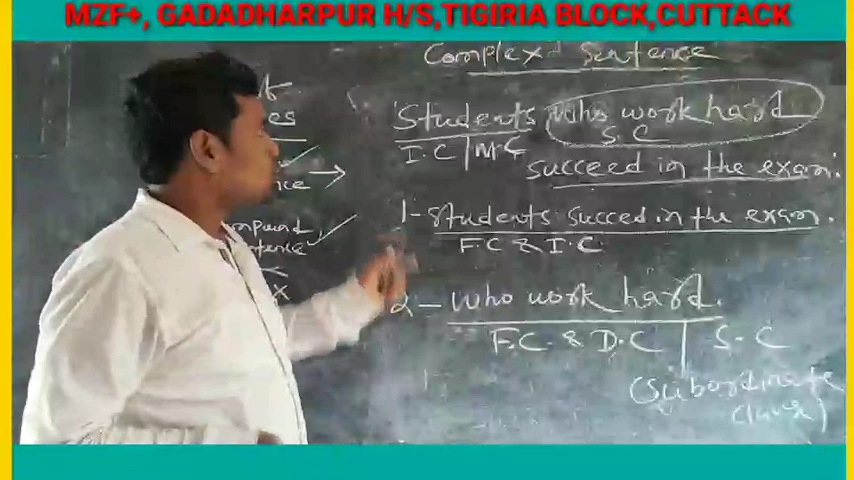 MZF+, GADADHARPUR H/S,TIGIRIA BLOCK,CUTTACK
Complex Sentence
Students who work hard
I.C | M.C
S.C
succeed in the exam.
1- Students succed in the exam.
F.C & I.C
2- who work hard.
F.C. & D.C | S.C
(Subordinate
Clause)